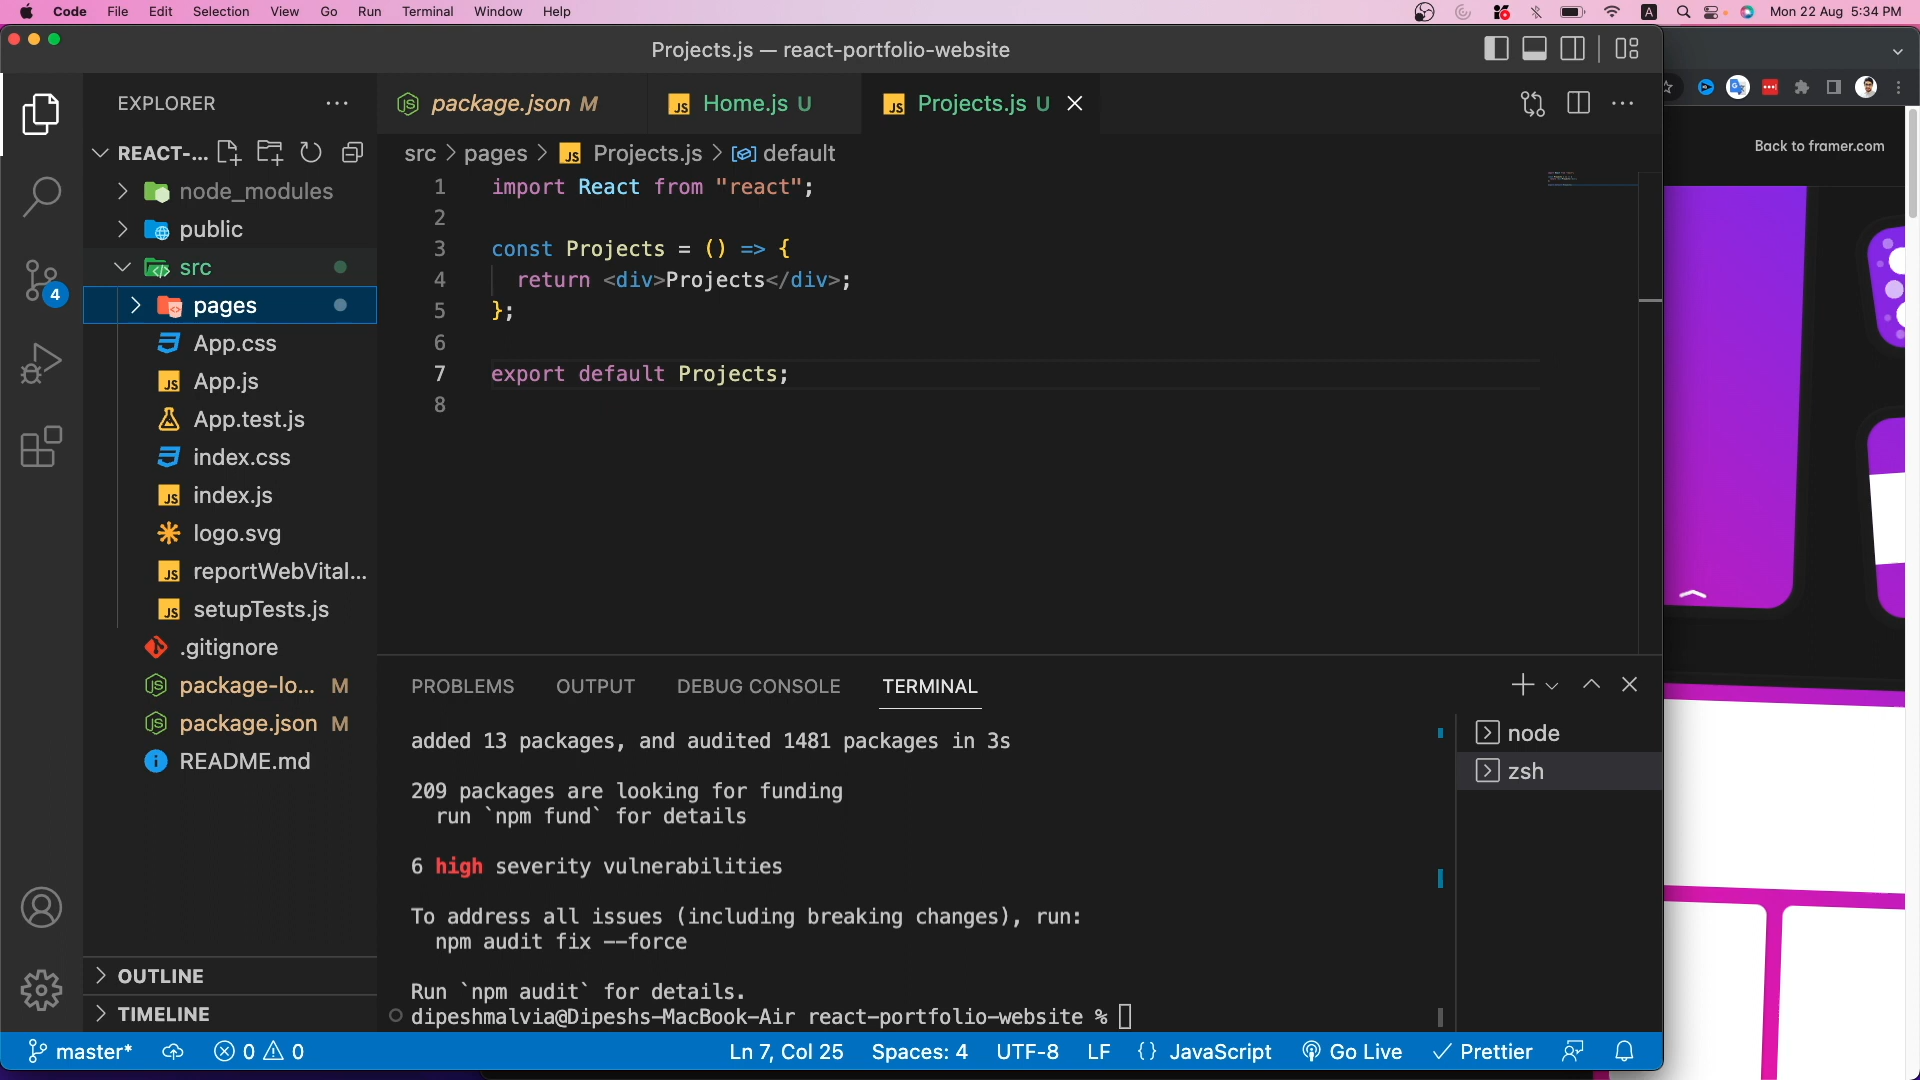 Code File Edit Selection View Go Run Terminal Window Help A Mon 22 Aug 5:34 PM
Projects.js — react-portfolio-website
EXPLORER
package.json M
Home.js U
Projects.js U
Back to framer.com
REACT-...
src > pages > Projects.js > default
node_modules
public
src
pages
App.css
App.js
App.test.js
index.css
index.js
logo.svg
reportWebVital...
setupTests.js
.gitignore
package-lo... M
package.json M
README.md
4
1 import React from "react";
2
3 const Projects = () => {
4 return <div>Projects</div>;
5 };
6
7 export default Projects;
8
PROBLEMS OUTPUT DEBUG CONSOLE TERMINAL
added 13 packages, and audited 1481 packages in 3s
209 packages are looking for funding
run `npm fund` for details
6 high severity vulnerabilities
To address all issues (including breaking changes), run:
npm audit fix --force
Run `npm audit` for details.
dipeshmalvia@Dipeshs-MacBook-Air react-portfolio-website %
node
zsh
OUTLINE
TIMELINE
master* 0 0 Ln 7, Col 25 Spaces: 4 UTF-8 LF {} JavaScript Go Live Prettier